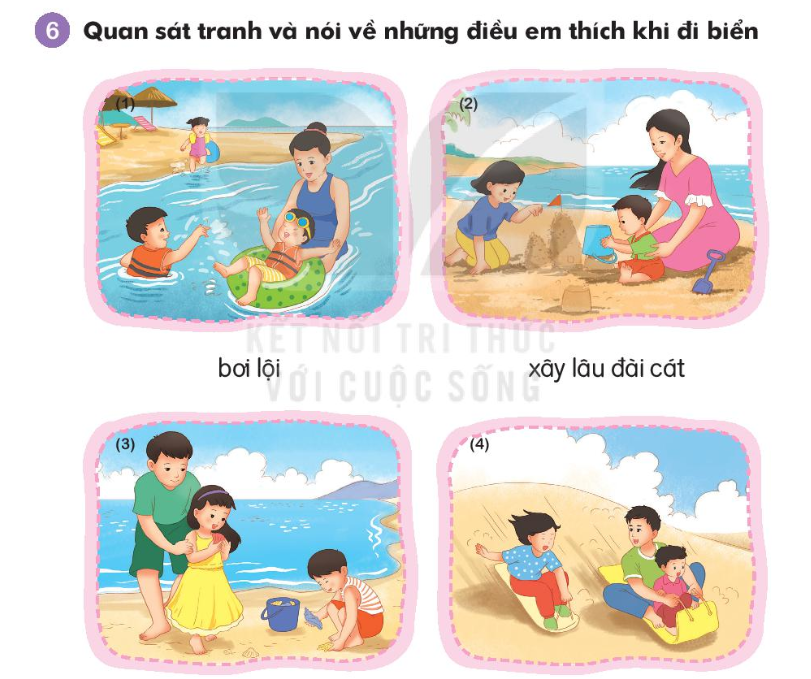 6 Quan sát tranh và nói về những điều em thích khi đi biển
(1)
(2)
KẾT NỐI TRI THỨC
VỚI CUỘC SỐNG
bơi lội
xây lâu đài cát
(3)
(4)